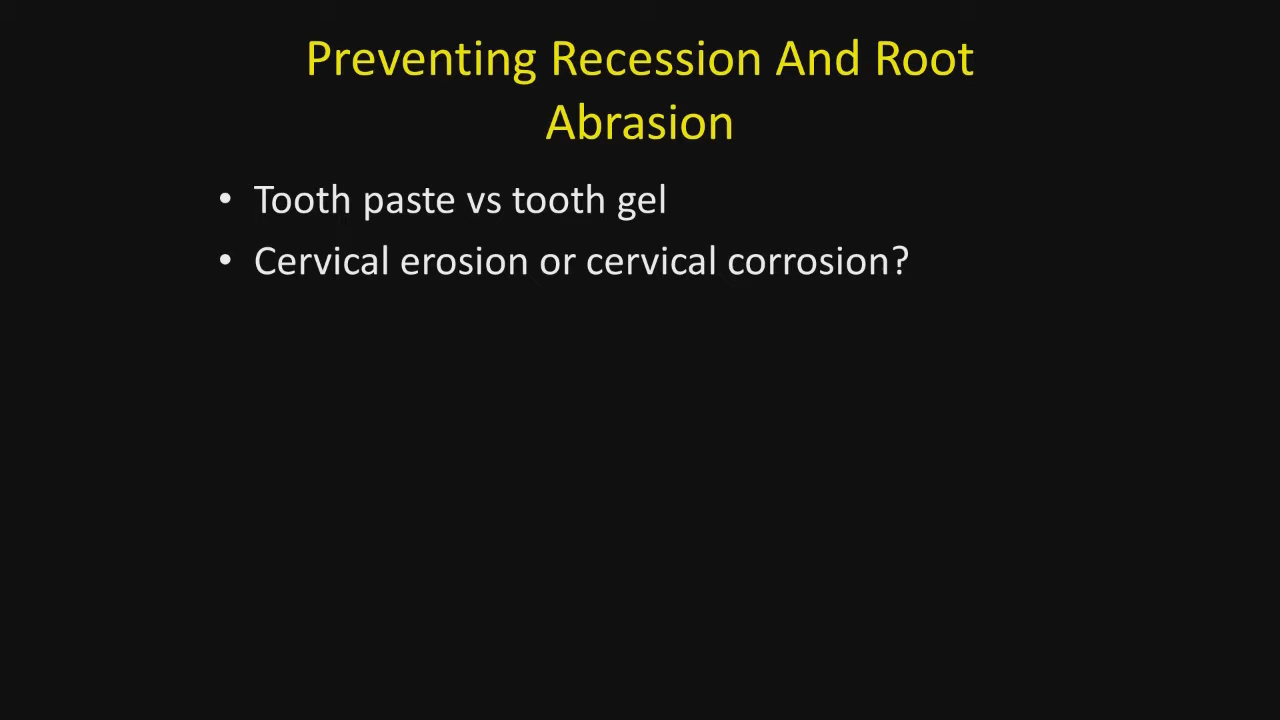 Preventing Recession And Root
Abrasion
• Tooth paste vs tooth gel
• Cervical erosion or cervical corrosion?